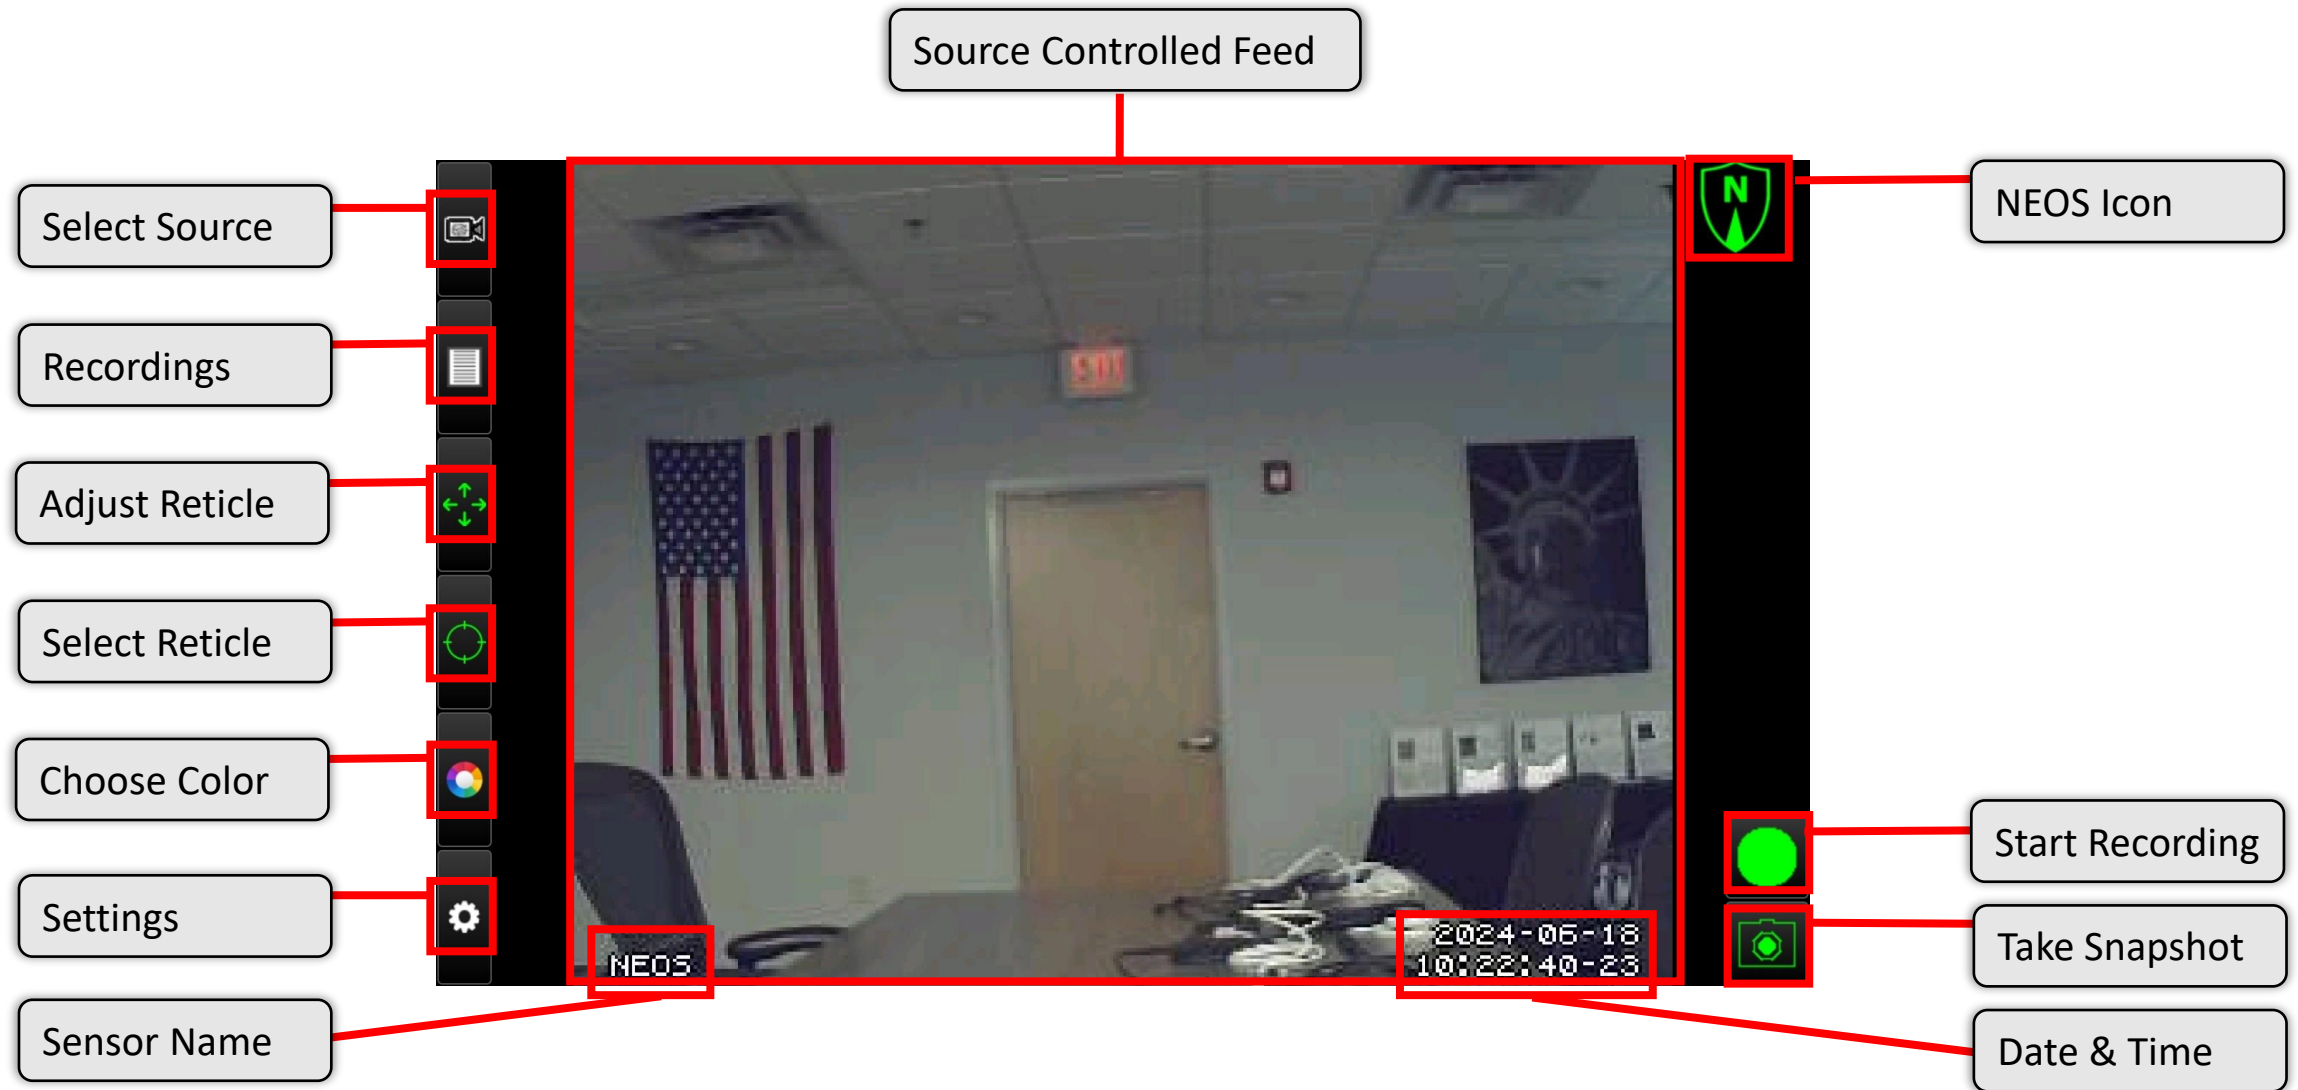 Source Controlled Feed
Select Source
N
NEOS Icon
Recordings
EXIT
Adjust Reticle
Select Reticle
Choose Color
Start Recording
Settings
2024-06-18
NEOS
10:22:40-23
Take Snapshot
Sensor Name
Date & Time